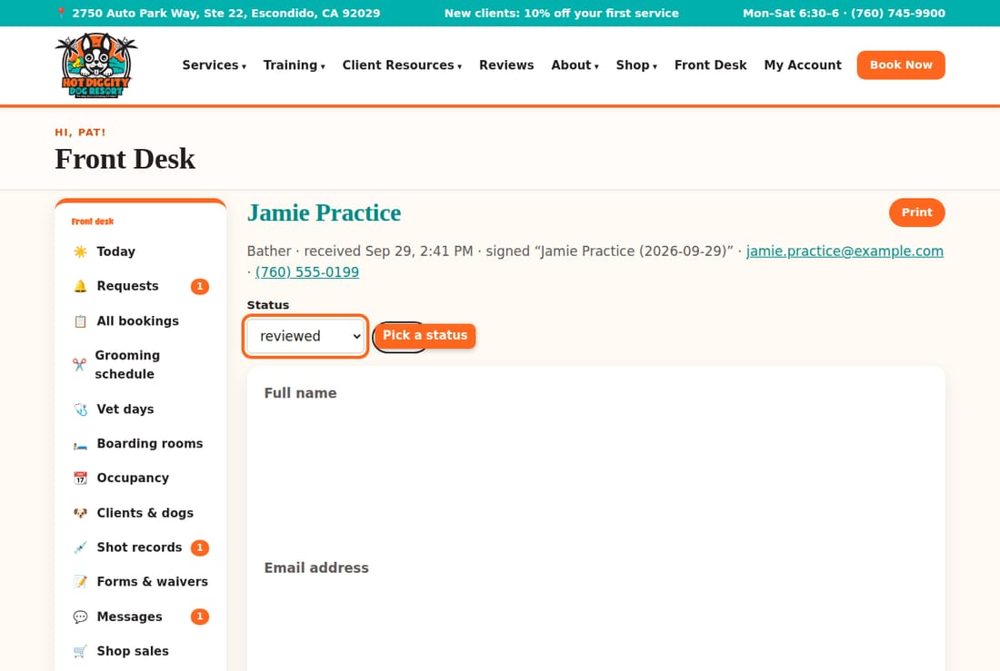 📍 2750 Auto Park Way, Ste 22, Escondido, CA 92029
New clients: 10% off your first service
Mon–Sat 6:30–6 · (760) 745-9900
HOT DIGGITY
DOG RESORT
Services ▾
Training ▾
Client Resources ▾
Reviews
About ▾
Shop ▾
Front Desk
My Account
Book Now
HI, PAT!
Front Desk
Front desk
☀️ Today
🔔 Requests 1
📋 All bookings
✂️ Grooming
schedule
🩺 Vet days
🛏️ Boarding rooms
📆 Occupancy
🐶 Clients & dogs
💉 Shot records 1
📝 Forms & waivers
💬 Messages 1
🛒 Shop sales
Jamie Practice
Print
Bather · received Sep 29, 2:41 PM · signed “Jamie Practice (2026-09-29)” · jamie.practice@example.com
· (760) 555-0199
Status
reviewed
Pick a status
Full name
Email address